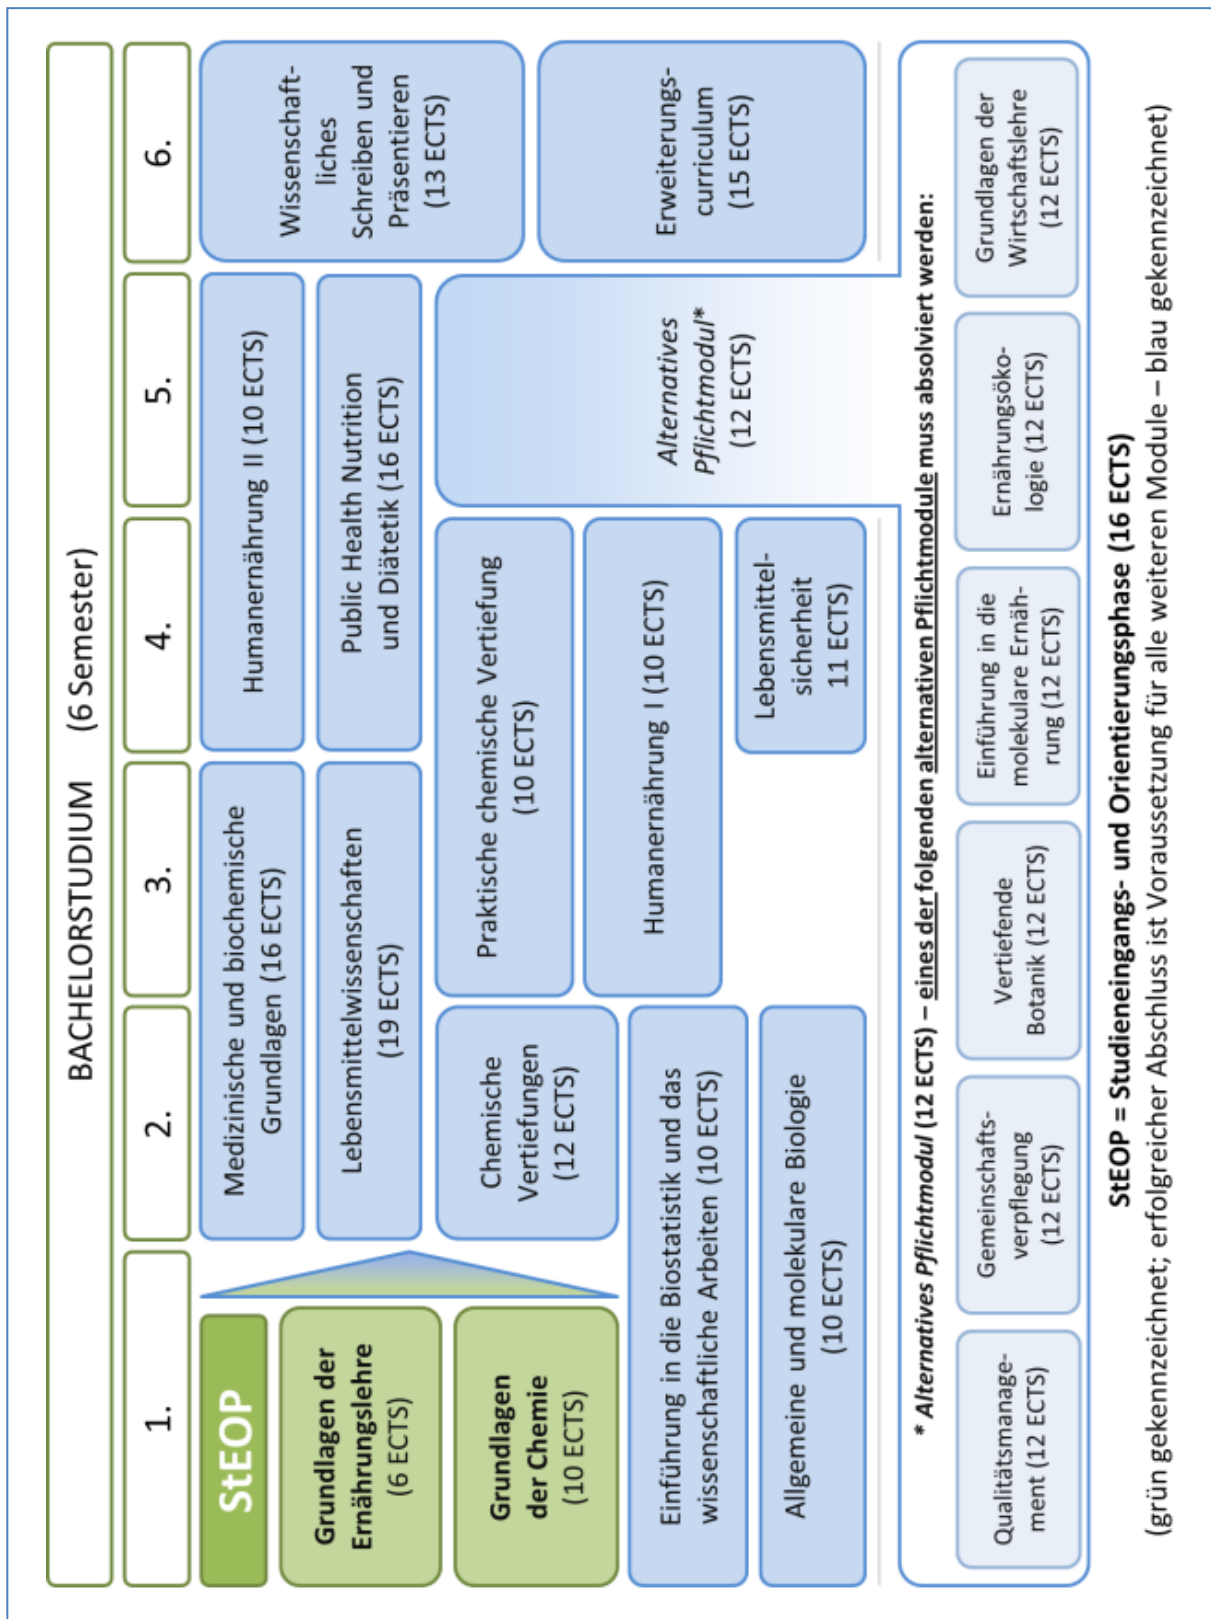 BACHELORSTUDIUM (6 Semester)
1.
2.
3.
4.
5.
6.
StEOP
Grundlagen der
Ernährungslehre
(6 ECTS)
Grundlagen
der Chemie
(10 ECTS)
Einführung in die Biostatistik und das
wissenschaftliche Arbeiten (10 ECTS)
Allgemeine und molekulare Biologie
(10 ECTS)
Medizinische und biochemische
Grundlagen (16 ECTS)
Lebensmittelwissenschaften
(19 ECTS)
Chemische
Vertiefungen
(12 ECTS)
Praktische chemische Vertiefung
(10 ECTS)
Humanernährung I (10 ECTS)
Lebensmittel-
sicherheit
11 ECTS)
Humanernährung II (10 ECTS)
Public Health Nutrition
und Diätetik (16 ECTS)
Alternatives
Pflichtmodul*
(12 ECTS)
Wissenschaft-
liches
Schreiben und
Präsentieren
(13 ECTS)
Erweiterungs-
curriculum
(15 ECTS)
* Alternatives Pflichtmodul (12 ECTS) – eines der folgenden alternativen Pflichtmodule muss absolviert werden:
Qualitätsmanage-
ment (12 ECTS)
Gemeinschafts-
verpflegung
(12 ECTS)
Vertiefende
Botanik (12 ECTS)
Einführung in die
molekulare Ernäh-
rung (12 ECTS)
Ernährungsöko-
logie (12 ECTS)
Grundlagen der
Wirtschaftslehre
(12 ECTS)
StEOP = Studieneingangs- und Orientierungsphase (16 ECTS)
(grün gekennzeichnet; erfolgreicher Abschluss ist Voraussetzung für alle weiteren Module – blau gekennzeichnet)